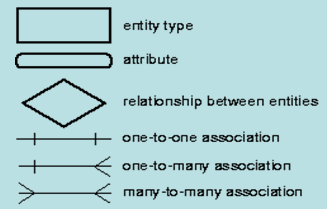 entity type
attribute
relationship between entities
one-to-one association
one-to-many association
many-to-many association